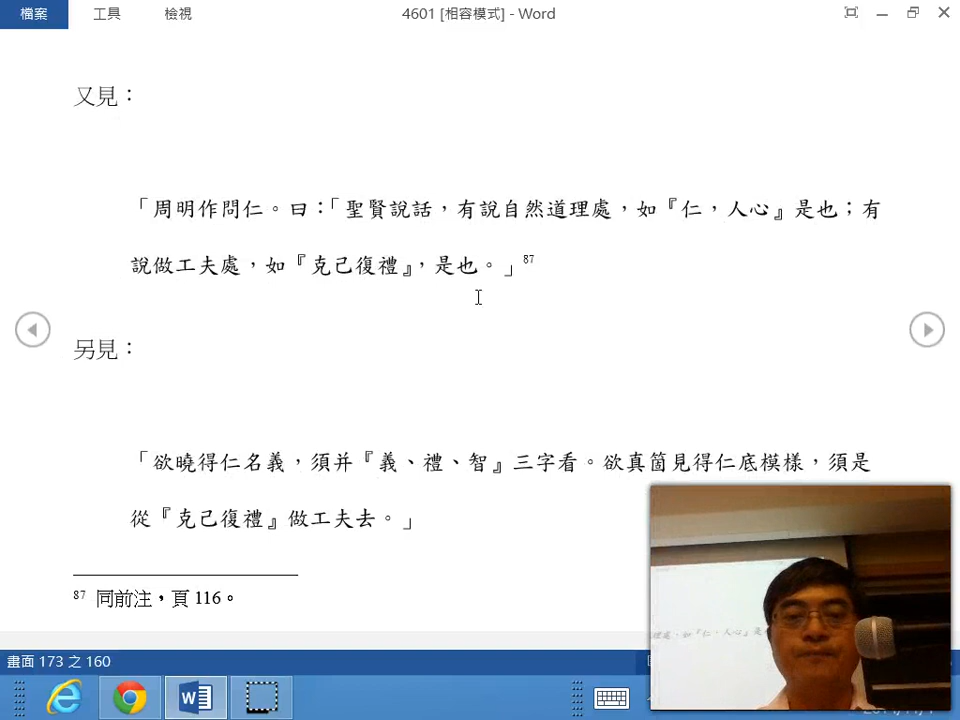 檔案 工具 檢視 4601 [相容模式] - Word
又見：
「周明作問仁。曰：「聖賢說話，有說自然道理處，如『仁，人心』是也；有
說做工夫處，如『克己復禮』，是也。」87
另見：
「欲曉得仁名義，須并『義、禮、智』三字看。欲真箇見得仁底模樣，須是
從『克己復禮』做工夫去。」
87 同前注，頁 116。
畫面 173 之 160